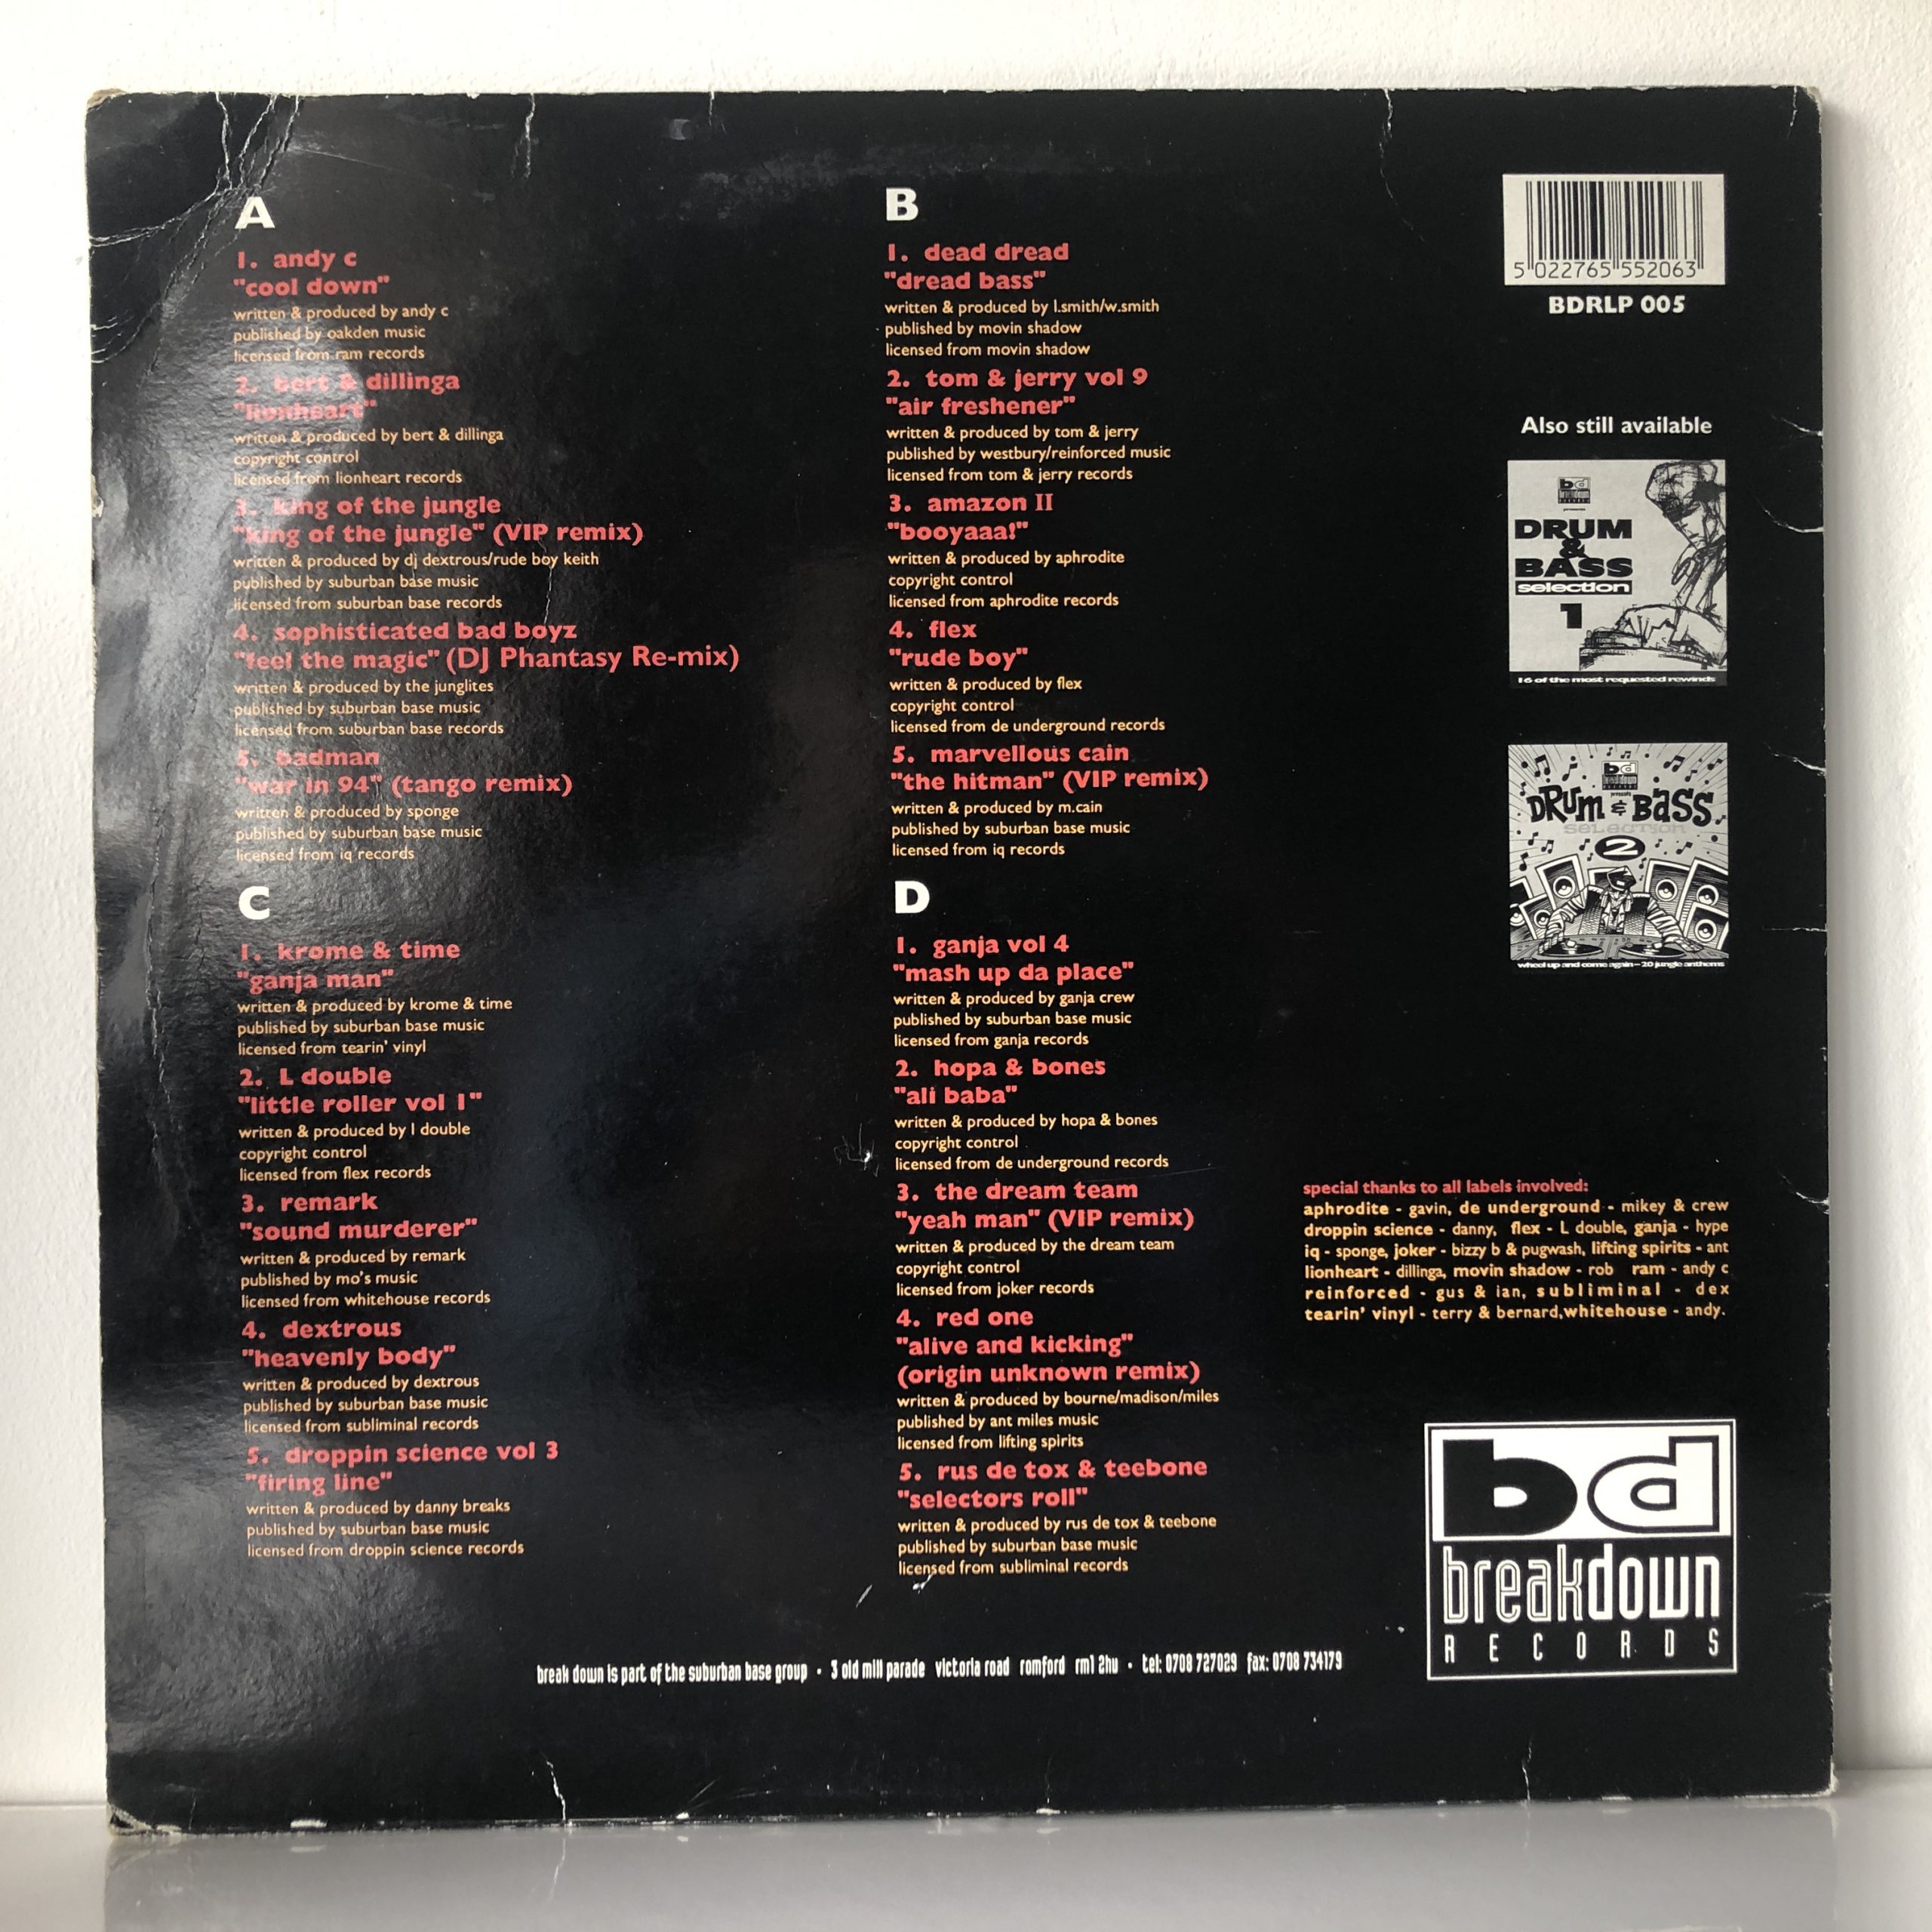 A
1. andy c
"cool down"
written & produced by andy c
published by oakden music
licensed from ram records
2. bert & dillinga
"lionheart"
written & produced by bert & dillinga
copyright control
licensed from lionheart records
3. king of the jungle
"king of the jungle" (VIP remix)
written & produced by dj dextrous/rude boy keith
published by suburban base music
licensed from suburban base records
4. sophisticated bad boyz
"feel the magic" (DJ Phantasy Re-mix)
written & produced by the junglites
published by suburban base music
licensed from suburban base records
5. badman
"war in 94" (tango remix)
written & produced by sponge
published by suburban base music
licensed from iq records
B
1. dead dread
"dread bass"
written & produced by l.smith/w.smith
published by movin shadow
licensed from movin shadow
2. tom & jerry vol 9
"air freshener"
written & produced by tom & jerry
published by westbury/reinforced music
licensed from tom & jerry records
3. amazon II
"booyaaa!"
written & produced by aphrodite
copyright control
licensed from aphrodite records
4. flex
"rude boy"
written & produced by flex
copyright control
licensed from de underground records
5. marvellous cain
"the hitman" (VIP remix)
written & produced by m.cain
published by suburban base music
licensed from iq records
C
1. krome & time
"ganja man"
written & produced by krome & time
published by suburban base music
licensed from tearin' vinyl
2. L double
"little roller vol 1"
written & produced by l double
copyright control
licensed from flex records
3. remark
"sound murderer"
written & produced by remark
published by mo's music
licensed from whitehouse records
4. dextrous
"heavenly body"
written & produced by dextrous
published by suburban base music
licensed from subliminal records
5. droppin science vol 3
"firing line"
written & produced by danny breaks
published by suburban base music
licensed from droppin science records
D
1. ganja vol 4
"mash up da place"
written & produced by ganja crew
published by suburban base music
licensed from ganja records
2. hopa & bones
"ali baba"
written & produced by hopa & bones
copyright control
licensed from de underground records
3. the dream team
"yeah man" (VIP remix)
written & produced by the dream team
copyright control
licensed from joker records
4. red one
"alive and kicking"
(origin unknown remix)
written & produced by bourne/madison/miles
published by ant miles music
licensed from lifting spirits
5. rus de tox & teebone
"selectors roll"
written & produced by rus de tox & teebone
published by suburban base music
licensed from subliminal records
5 022765 552063
BDRLP 005
Also still available
bd
breakdown
presents
DRUM
&
BASS
selection
1
16 of the most requested rewinds
bd
breakdown
presents
DRUM & BASS
SELECTION
2
wheel up and come again - 20 jungle anthems
special thanks to all labels involved:
aphrodite - gavin, de underground - mikey & crew
droppin science - danny, flex - L double, ganja - hype
iq - sponge, joker - bizzy b & pugwash, lifting spirits - ant
lionheart - dillinga, movin shadow - rob ram - andy c
reinforced - gus & ian, subliminal - dex
tearin' vinyl - terry & bernard,whitehouse - andy.
bd
breakdown
RECORDS
break down is part of the suburban base group • 3 old mill parade victoria road romford rm1 2hu • tel: 0708 727029 fax: 0708 734179